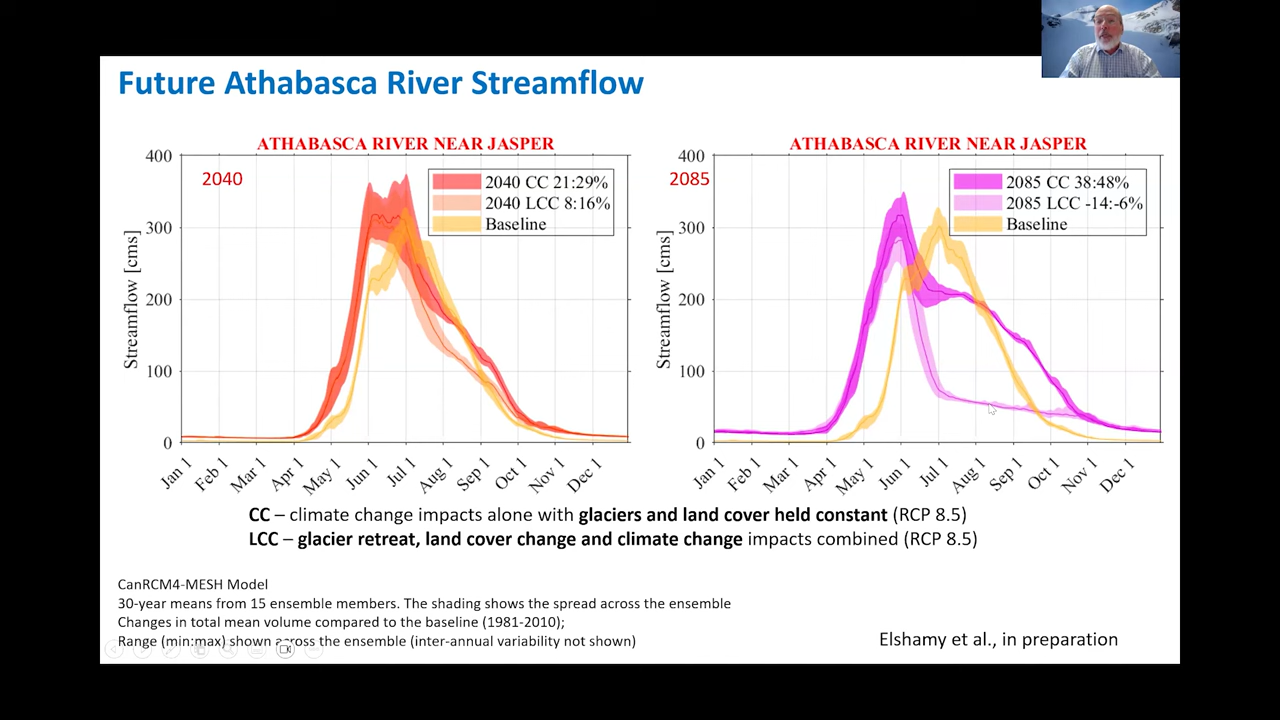 Future Athabasca River Streamflow
ATHABASCA RIVER NEAR JASPER
400
300
200
100
0
Streamflow [cms]
2040
2040 CC 21:29%
2040 LCC 8:16%
Baseline
Jan 1
Feb 1
Mar 1
Apr 1
May 1
Jun 1
Jul 1
Aug 1
Sep 1
Oct 1
Nov 1
Dec 1
ATHABASCA RIVER NEAR JASPER
400
300
200
100
0
Streamflow [cms]
2085
2085 CC 38:48%
2085 LCC -14:-6%
Baseline
Jan 1
Feb 1
Mar 1
Apr 1
May 1
Jun 1
Jul 1
Aug 1
Sep 1
Oct 1
Nov 1
Dec 1
CC – climate change impacts alone with glaciers and land cover held constant (RCP 8.5)
LCC – glacier retreat, land cover change and climate change impacts combined (RCP 8.5)
CanRCM4-MESH Model
30-year means from 15 ensemble members. The shading shows the spread across the ensemble
Changes in total mean volume compared to the baseline (1981-2010);
Range (min:max) shown across the ensemble (inter-annual variability not shown)
Elshamy et al., in preparation